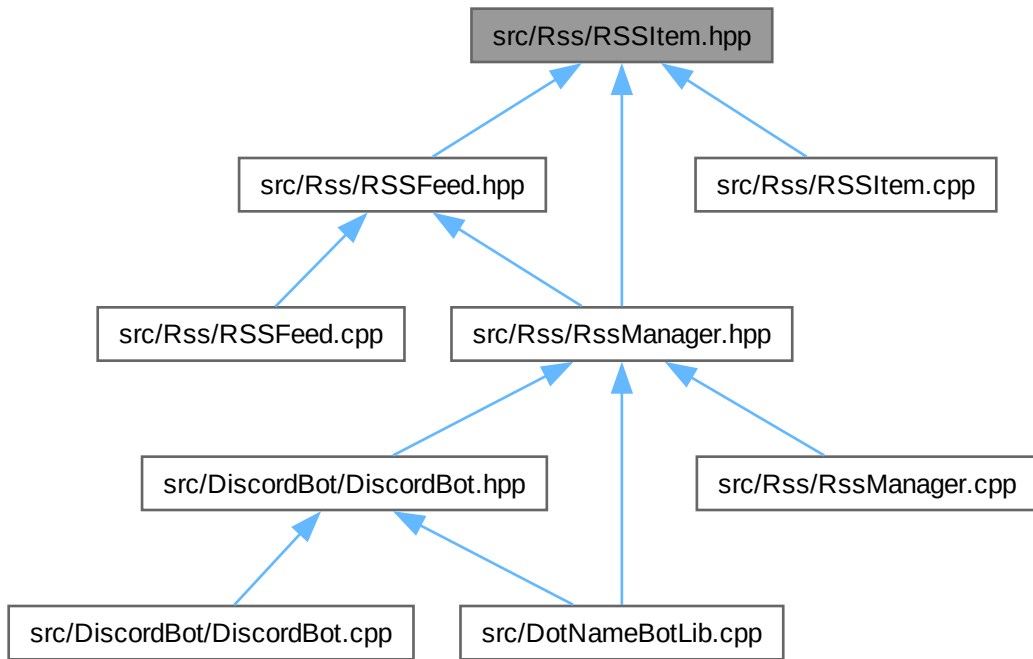 src/Rss/RSSItem.hpp
src/Rss/RSSFeed.hpp
src/Rss/RSSItem.cpp
src/Rss/RSSFeed.cpp
src/Rss/RssManager.hpp
src/DiscordBot/DiscordBot.hpp
src/Rss/RssManager.cpp
src/DiscordBot/DiscordBot.cpp
src/DotNameBotLib.cpp